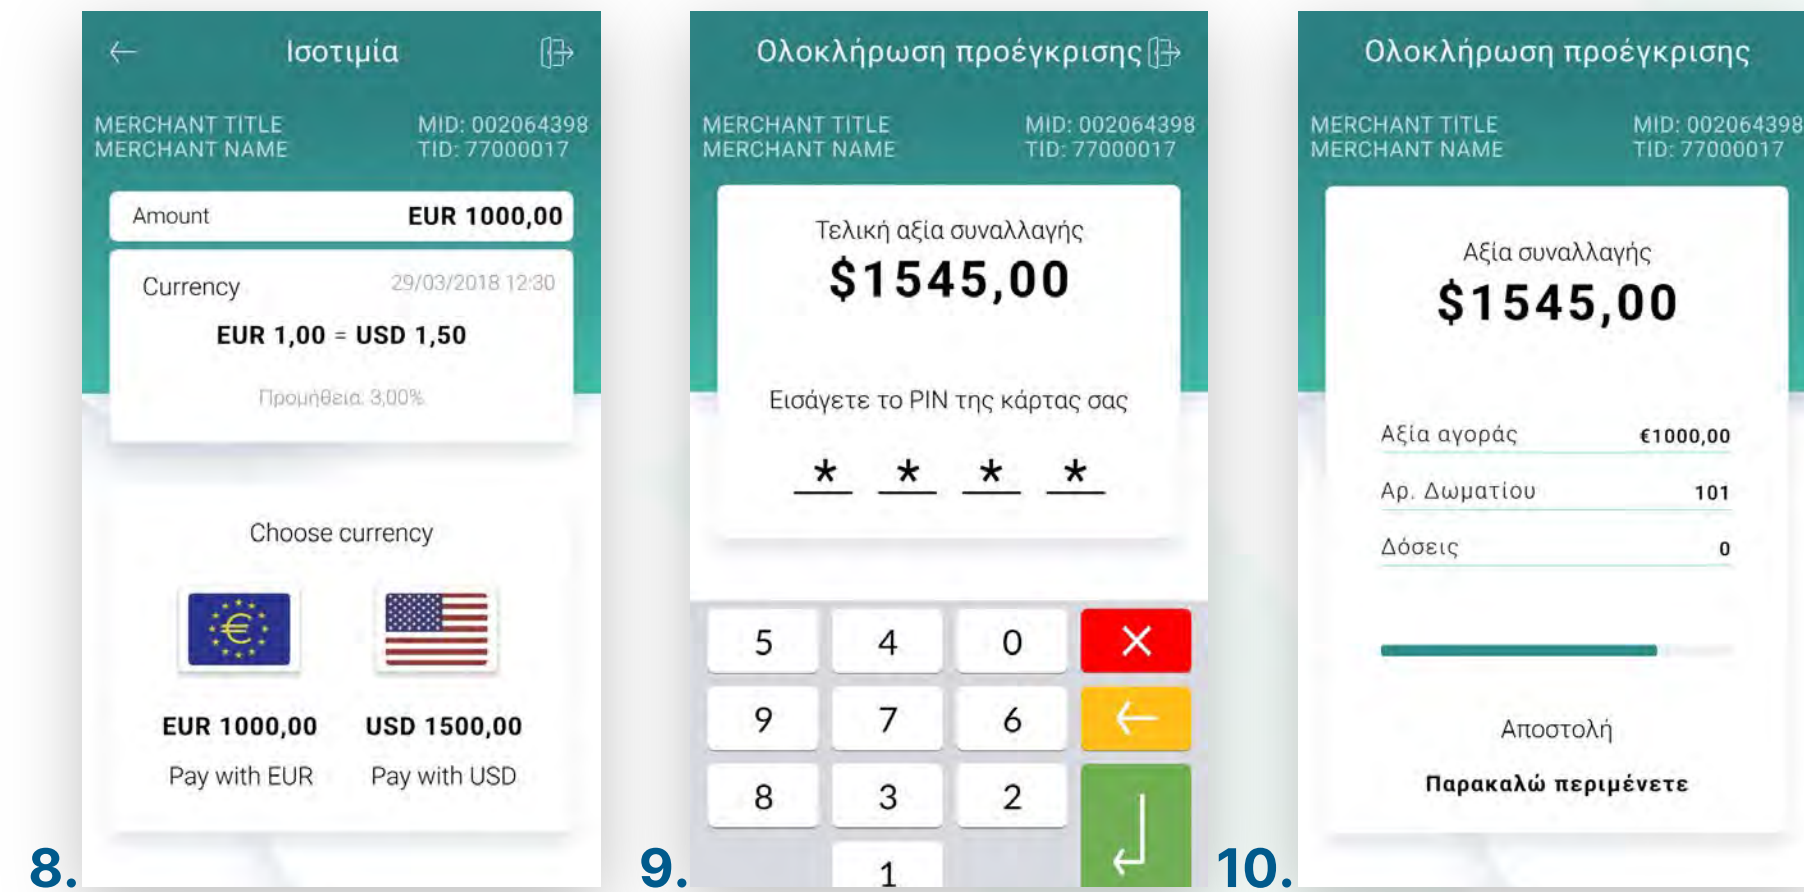 Ισοτιμία
MERCHANT TITLE MID: 002064398
MERCHANT NAME TID: 77000017
Amount EUR 1000,00
Currency 29/03/2018 12:30
EUR 1,00 = USD 1,50
Προμήθεια: 3,00%
Choose currency
EUR 1000,00 USD 1500,00
Pay with EUR Pay with USD
8.
Ολοκλήρωση προέγκρισης
MERCHANT TITLE MID: 002064398
MERCHANT NAME TID: 77000017
Τελική αξία συναλλαγής
$1545,00
Εισάγετε το PIN της κάρτας σας
* * * *
5 4 0
9 7 6
8 3 2
1
9.
Ολοκλήρωση προέγκρισης
MERCHANT TITLE MID: 002064398
MERCHANT NAME TID: 77000017
Αξία συναλλαγής
$1545,00
Αξία αγοράς €1000,00
Αρ. Δωματίου 101
Δόσεις 0
Αποστολή
Παρακαλώ περιμένετε
10.